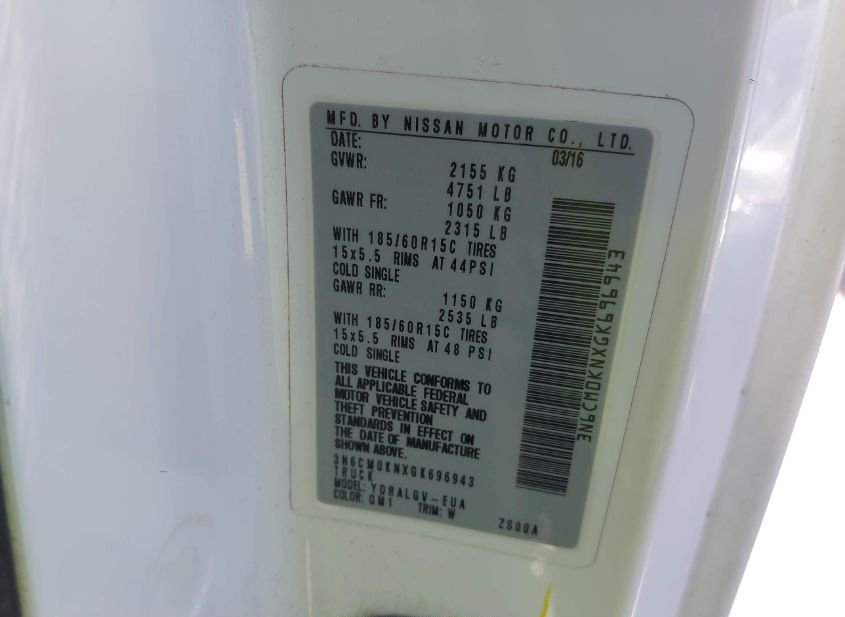 MFD. BY NISSAN MOTOR CO., LTD.
DATE: 03/16
GVWR: 2155 KG
4751 LB
GAWR FR: 1050 KG
2315 LB
WITH 185/60R15C TIRES
15x5.5 RIMS AT 44PSI
COLD SINGLE
GAWR RR: 1150 KG
2535 LB
WITH 185/60R15C TIRES
15x5.5 RIMS AT 48 PSI
COLD SINGLE
THIS VEHICLE CONFORMS TO
ALL APPLICABLE FEDERAL
MOTOR VEHICLE SAFETY AND
THEFT PREVENTION
STANDARDS IN EFFECT ON
THE DATE OF MANUFACTURE
SHOWN ABOVE.
3N6CM0KNXGK696943
TRUCK
MODEL: YDRALGV-EUA
COLOR: QM1 TRIM: W
ZS00A
3N6CM0KNXGK696943